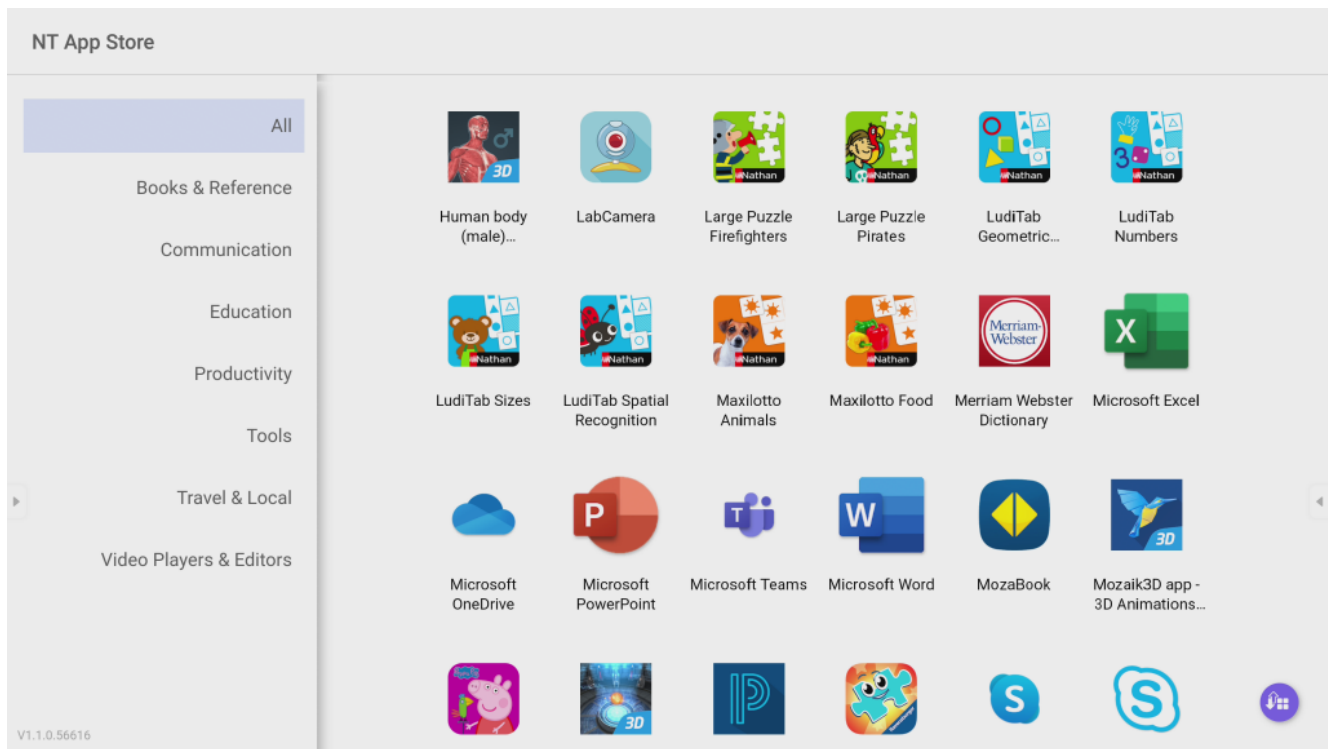 NT App Store
All
Books & Reference
Communication
Education
Productivity
Tools
Travel & Local
Video Players & Editors
V1.1.0.56616
3D
Nathan
Nathan
Nathan
3
Nathan
Human body
(male)...
LabCamera
Large Puzzle
Firefighters
Large Puzzle
Pirates
LudiTab
Geometric...
LudiTab
Numbers
Nathan
Nathan
Nathan
Nathan
Merriam-
Webster
X
LudiTab Sizes
LudiTab Spatial
Recognition
Maxilotto
Animals
Maxilotto Food
Merriam Webster
Dictionary
Microsoft Excel
P
T
W
3D
Microsoft
OneDrive
Microsoft
PowerPoint
Microsoft Teams
Microsoft Word
MozaBook
Mozaik3D app -
3D Animations...
3D
P
S
S